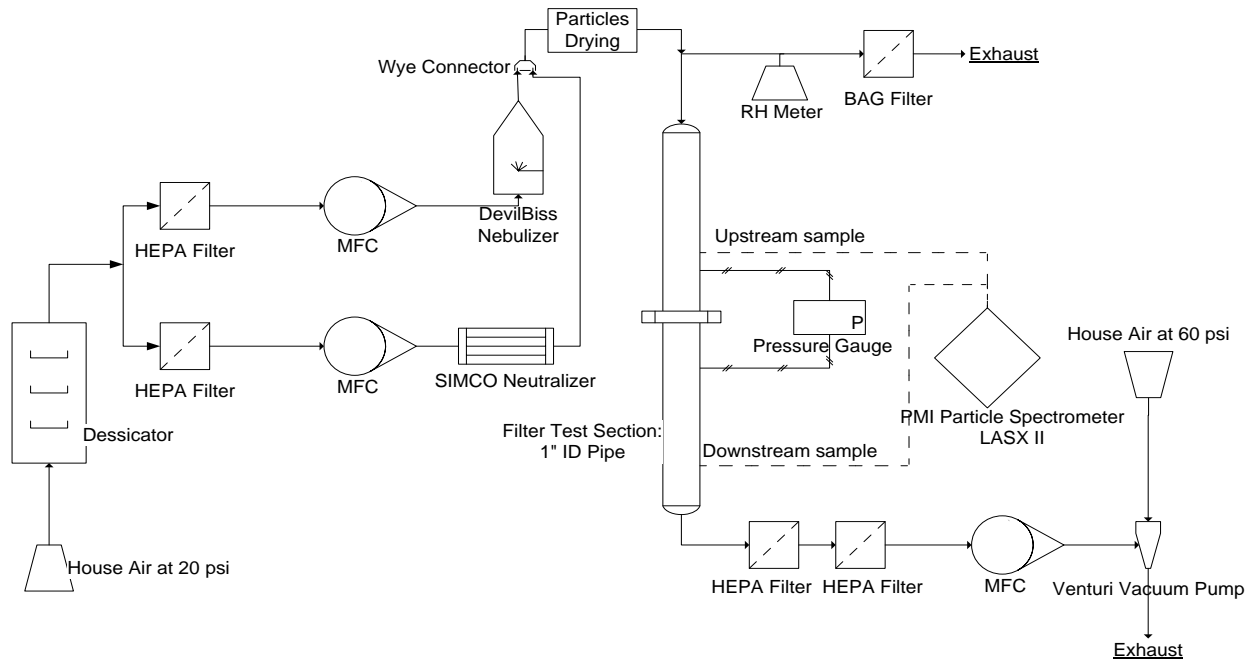 Particles
Drying
Wye Connector
Exhaust
RH Meter
BAG Filter
HEPA Filter
MFC
DevilBiss
Nebulizer
Upstream sample
P
Pressure Gauge
House Air at 60 psi
HEPA Filter
MFC
SIMCO Neutralizer
PMI Particle Spectrometer
LASX II
Dessicator
Filter Test Section:
1" ID Pipe
Downstream sample
House Air at 20 psi
HEPA Filter
HEPA Filter
MFC
Venturi Vacuum Pump
Exhaust